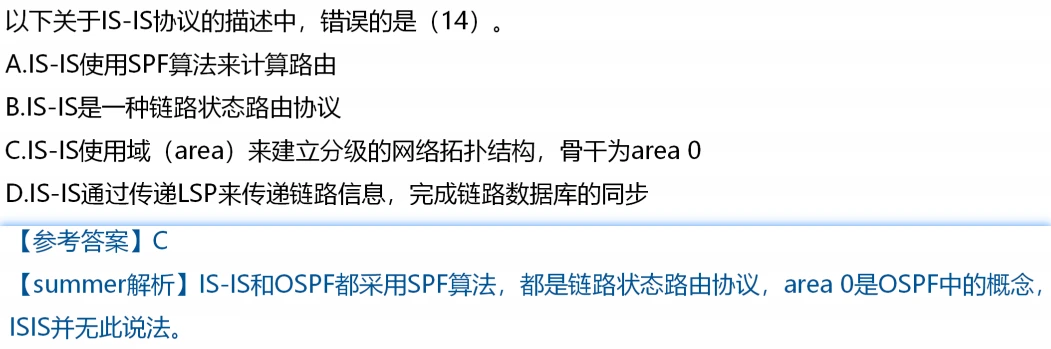 以下关于IS-IS协议的描述中，错误的是（14）。
A.IS-IS使用SPF算法来计算路由
B.IS-IS是一种链路状态路由协议
C.IS-IS使用域（area）来建立分级的网络拓扑结构，骨干为area 0
D.IS-IS通过传递LSP来传递链路信息，完成链路数据库的同步
【参考答案】C
【summer解析】IS-IS和OSPF都采用SPF算法，都是链路状态路由协议，area 0是OSPF中的概念，
ISIS并无此说法。